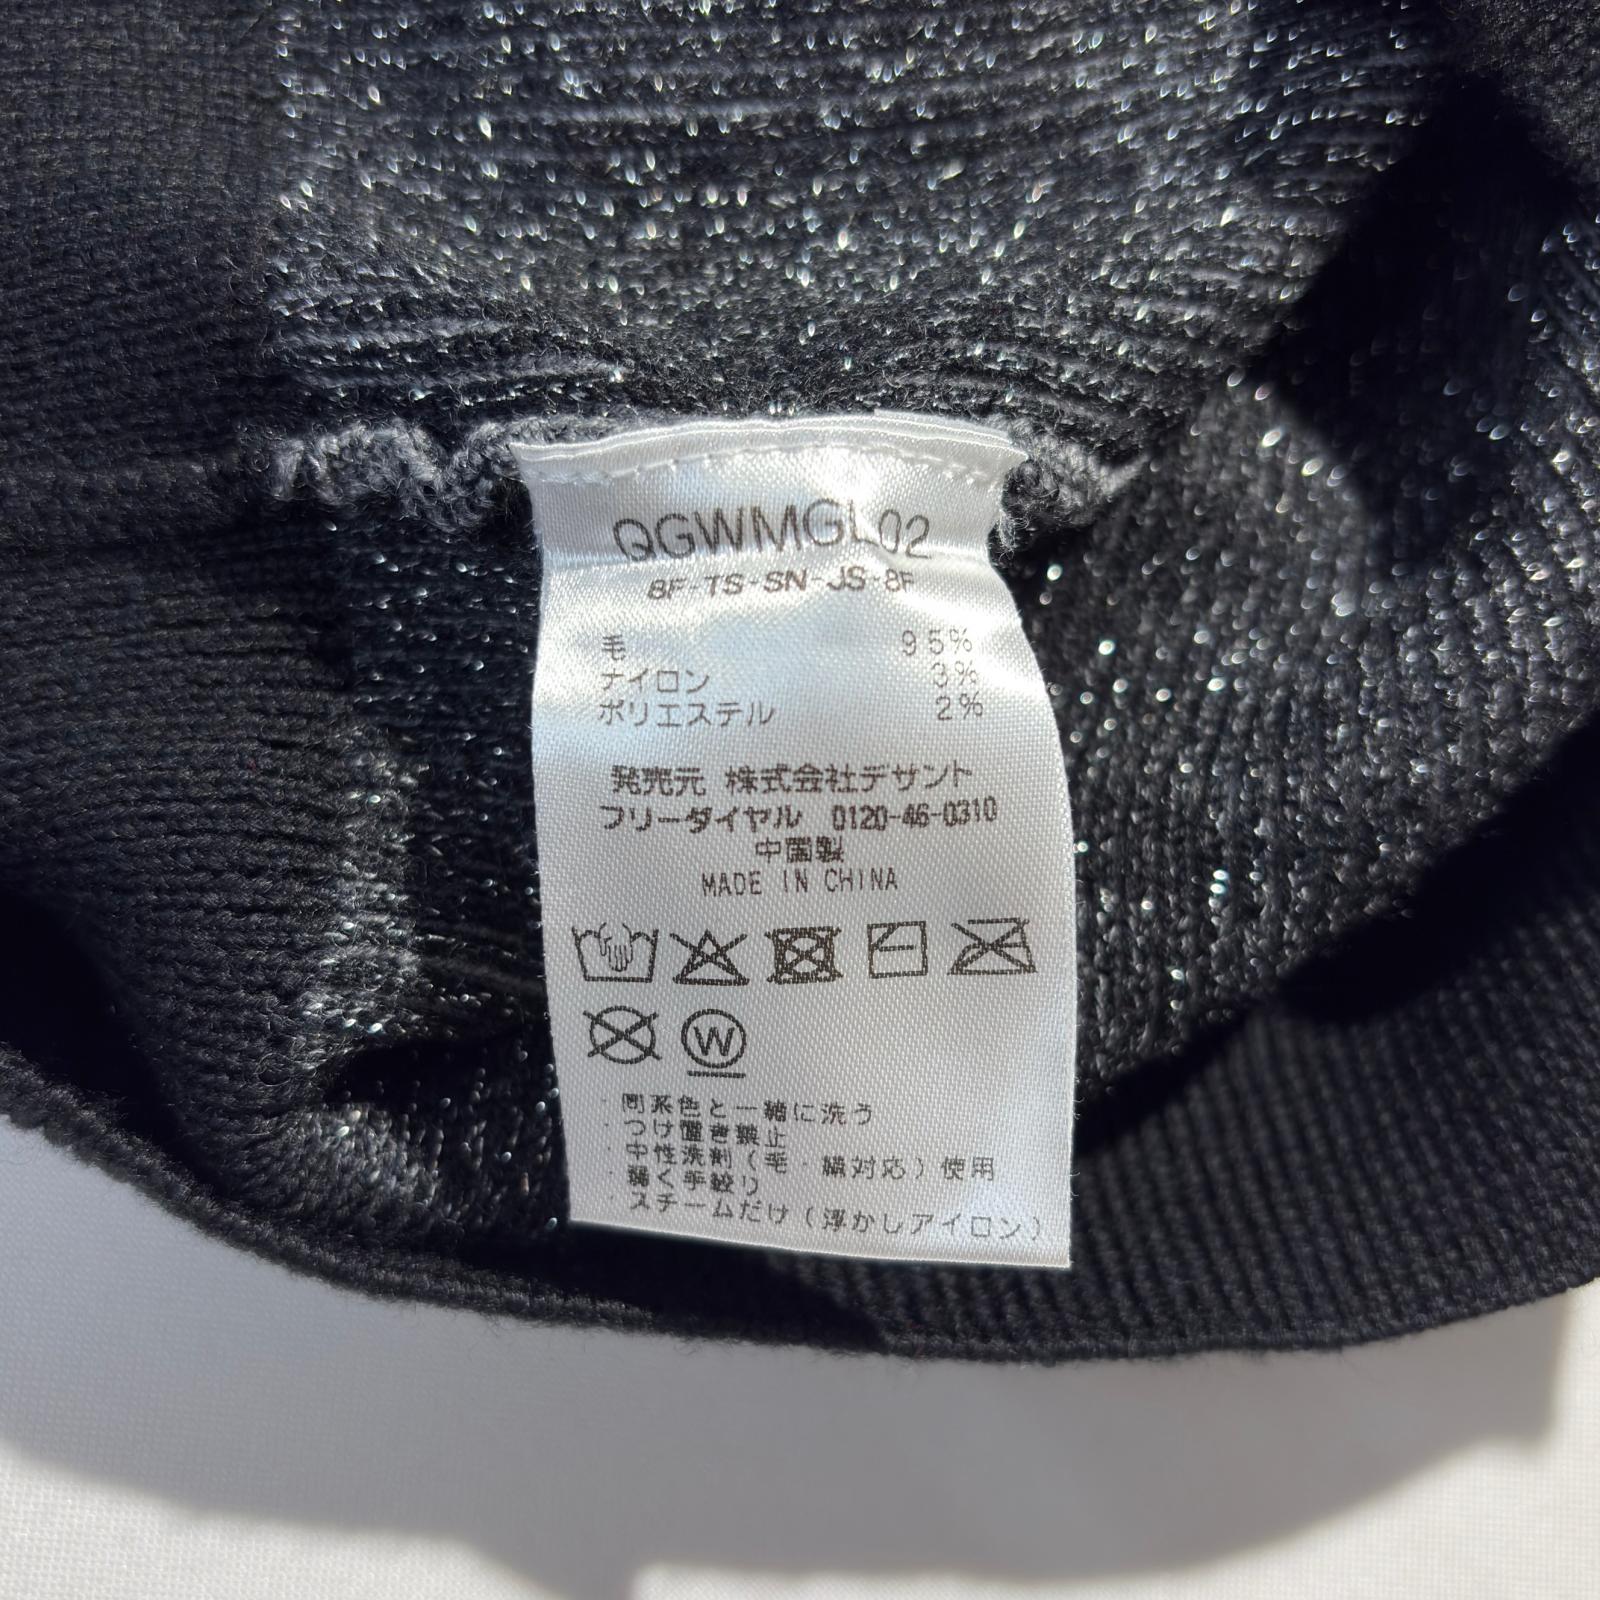 QGWMGL02
8F-TS-SN-JS-8F
毛 95%
ナイロン 3%
ポリエステル 2%
発売元 株式会社デサント
フリーダイヤル 0120-46-0310
中国製
MADE IN CHINA
W
・同系色と一緒に洗う
・つけ置き禁止
・中性洗剤(毛・絹対応)使用
・弱く手絞り
・スチームだけ(浮かしアイロン)